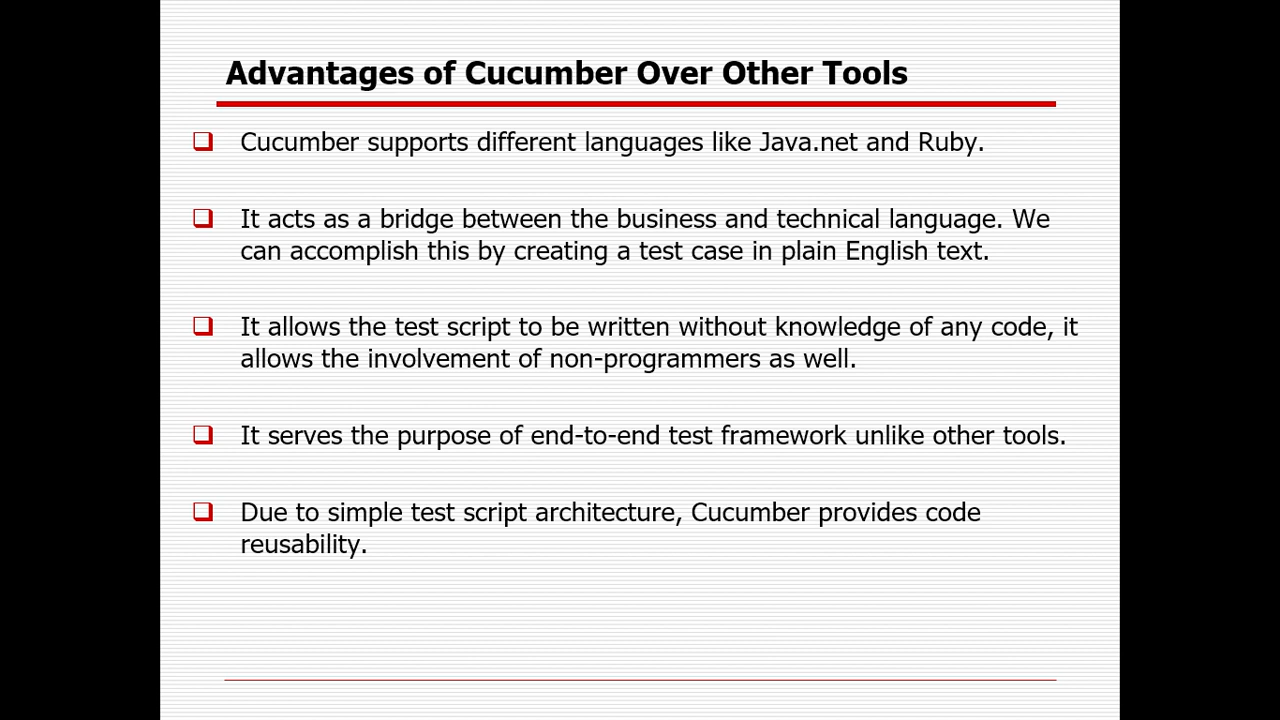 Advantages of Cucumber Over Other Tools
Cucumber supports different languages like Java.net and Ruby.
It acts as a bridge between the business and technical language. We
can accomplish this by creating a test case in plain English text.
It allows the test script to be written without knowledge of any code, it
allows the involvement of non-programmers as well.
It serves the purpose of end-to-end test framework unlike other tools.
Due to simple test script architecture, Cucumber provides code
reusability.